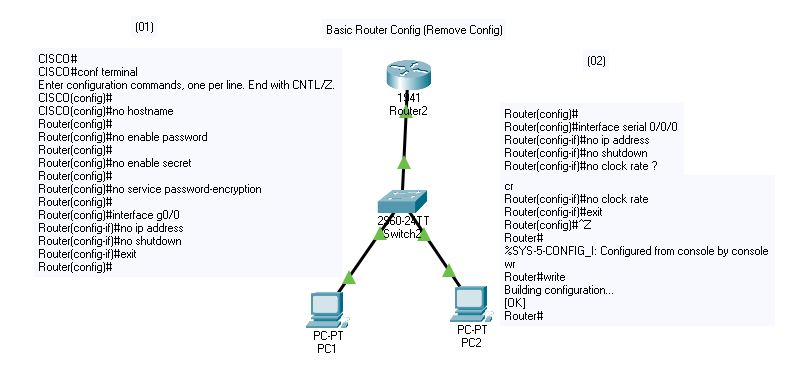 (01)
Basic Router Config (Remove Config)
(02)
CISCO#
CISCO#conf terminal
Enter configuration commands, one per line. End with CNTL/Z.
CISCO(config)#
CISCO(config)#no hostname
Router(config)#
Router(config)#no enable password
Router(config)#
Router(config)#no enable secret
Router(config)#
Router(config)#no service password-encryption
Router(config)#
Router(config)#interface g0/0
Router(config-if)#no ip address
Router(config-if)#no shutdown
Router(config-if)#exit
Router(config)#
1941
Router2
2960-24TT
Switch2
PC-PT
PC1
PC-PT
PC2
Router(config)#
Router(config)#interface serial 0/0/0
Router(config-if)#no ip address
Router(config-if)#no shutdown
Router(config-if)#no clock rate ?
cr
Router(config-if)#no clock rate
Router(config-if)#exit
Router(config)#^Z
Router#
%SYS-5-CONFIG_I: Configured from console by console
wr
Router#write
Building configuration...
[OK]
Router#